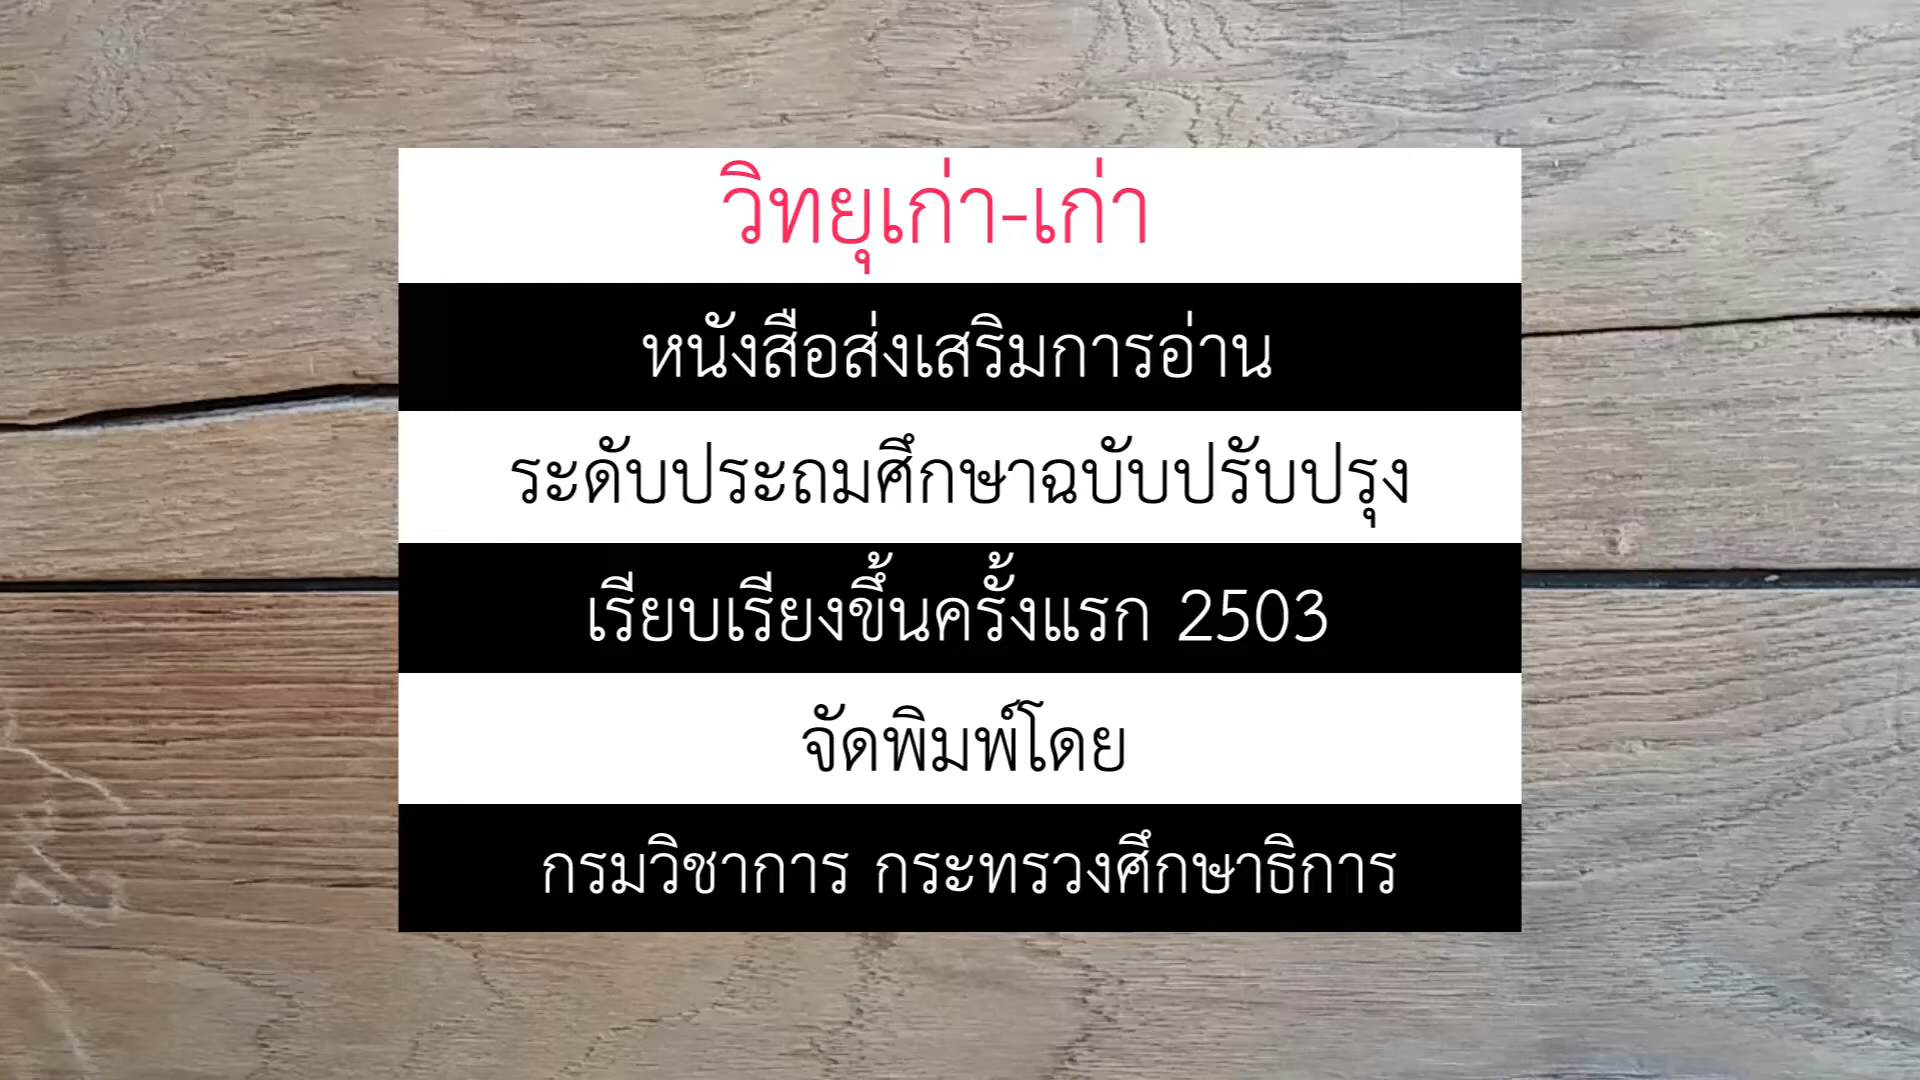 วิทยุเก่า-เก่า
หนังสือส่งเสริมการอ่าน
ระดับประถมศึกษาฉบับปรับปรุง
เรียบเรียงขึ้นครั้งแรก 2503
จัดพิมพ์โดย
กรมวิชาการ กระทรวงศึกษาธิการ